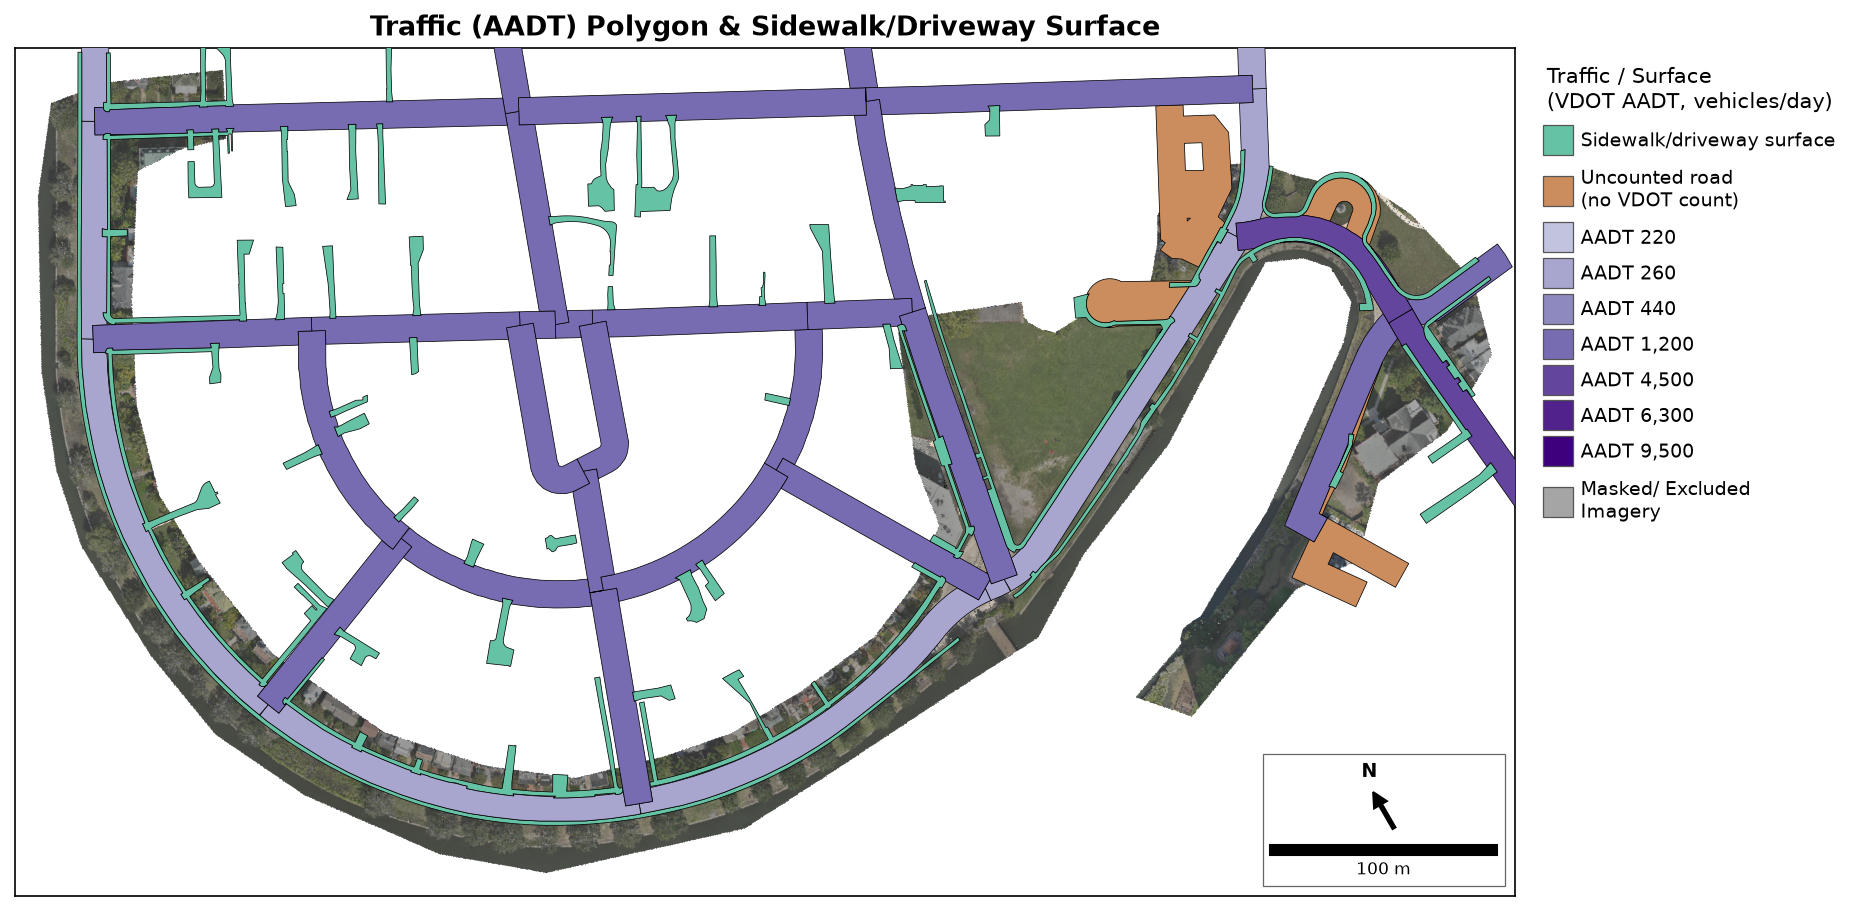 Traffic (AADT) Polygon & Sidewalk/Driveway Surface
Traffic / Surface
(VDOT AADT, vehicles/day)
Sidewalk/driveway surface
Uncounted road
(no VDOT count)
AADT 220
AADT 260
AADT 440
AADT 1,200
AADT 4,500
AADT 6,300
AADT 9,500
Masked/ Excluded
Imagery
N
100 m